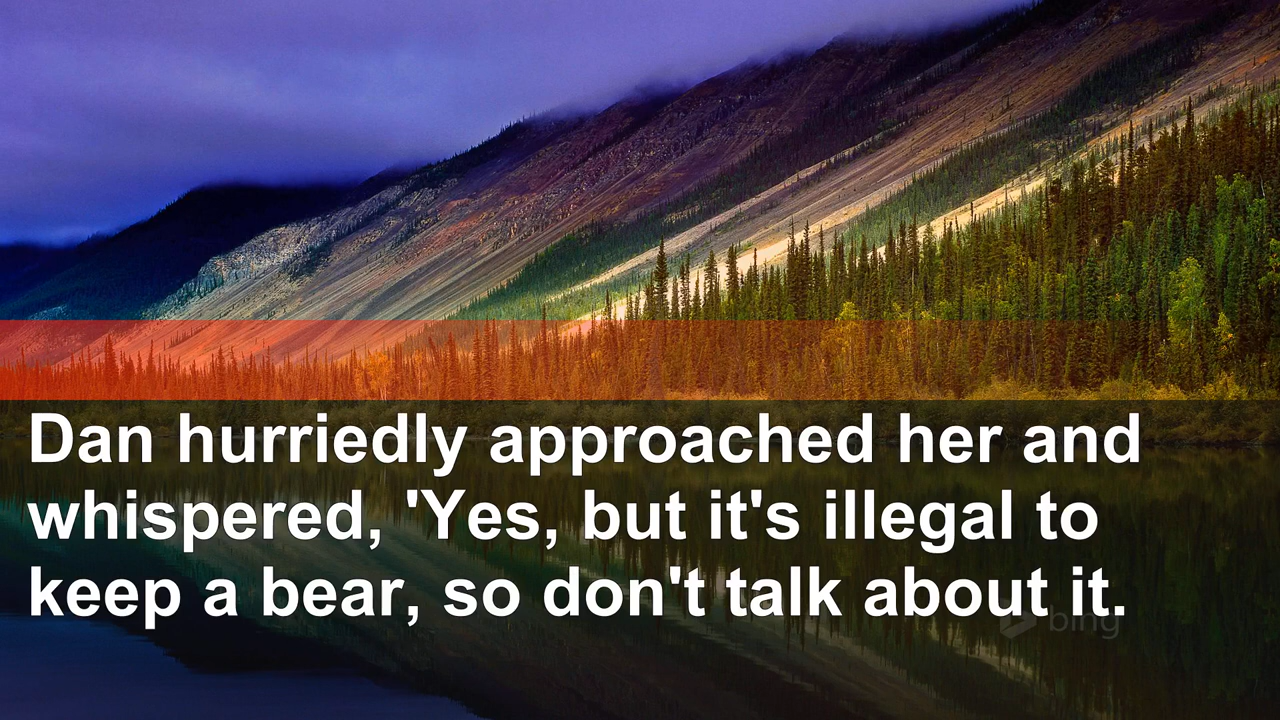 Dan hurriedly approached her and
whispered, 'Yes, but it's illegal to
keep a bear, so don't talk about it.
bing